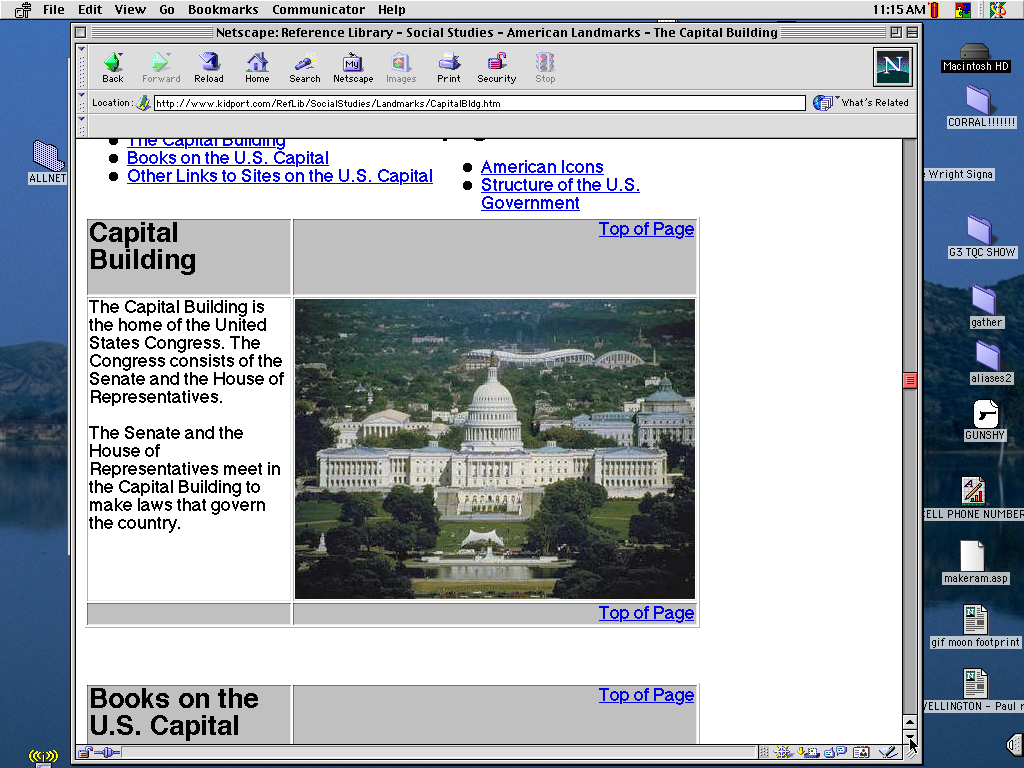 File Edit View Go Bookmarks Communicator Help
11:15 AM
Netscape: Reference Library - Social Studies - American Landmarks - The Capital Building
Back Forward Reload Home Search Netscape Images Print Security Stop
My
N
Location: http://www.kidport.com/RefLib/SocialStudies/Landmarks/CapitalBldg.htm
What's Related
The Capital Building
Books on the U.S. Capital
Other Links to Sites on the U.S. Capital
American Icons
Structure of the U.S.
Government
Capital
Building
Top of Page
The Capital Building is
the home of the United
States Congress. The
Congress consists of the
Senate and the House of
Representatives.
The Senate and the
House of
Representatives meet in
the Capital Building to
make laws that govern
the country.
Top of Page
Books on the
U.S. Capital
Top of Page
ALLNET
Macintosh HD
CORRAL!!!!!!!
Wright Signa
G3 TQC SHOW
gather
aliases2
GUNSHY
CELL PHONE NUMBER
makeram.asp
gif moon footprint
WELLINGTON - Paul